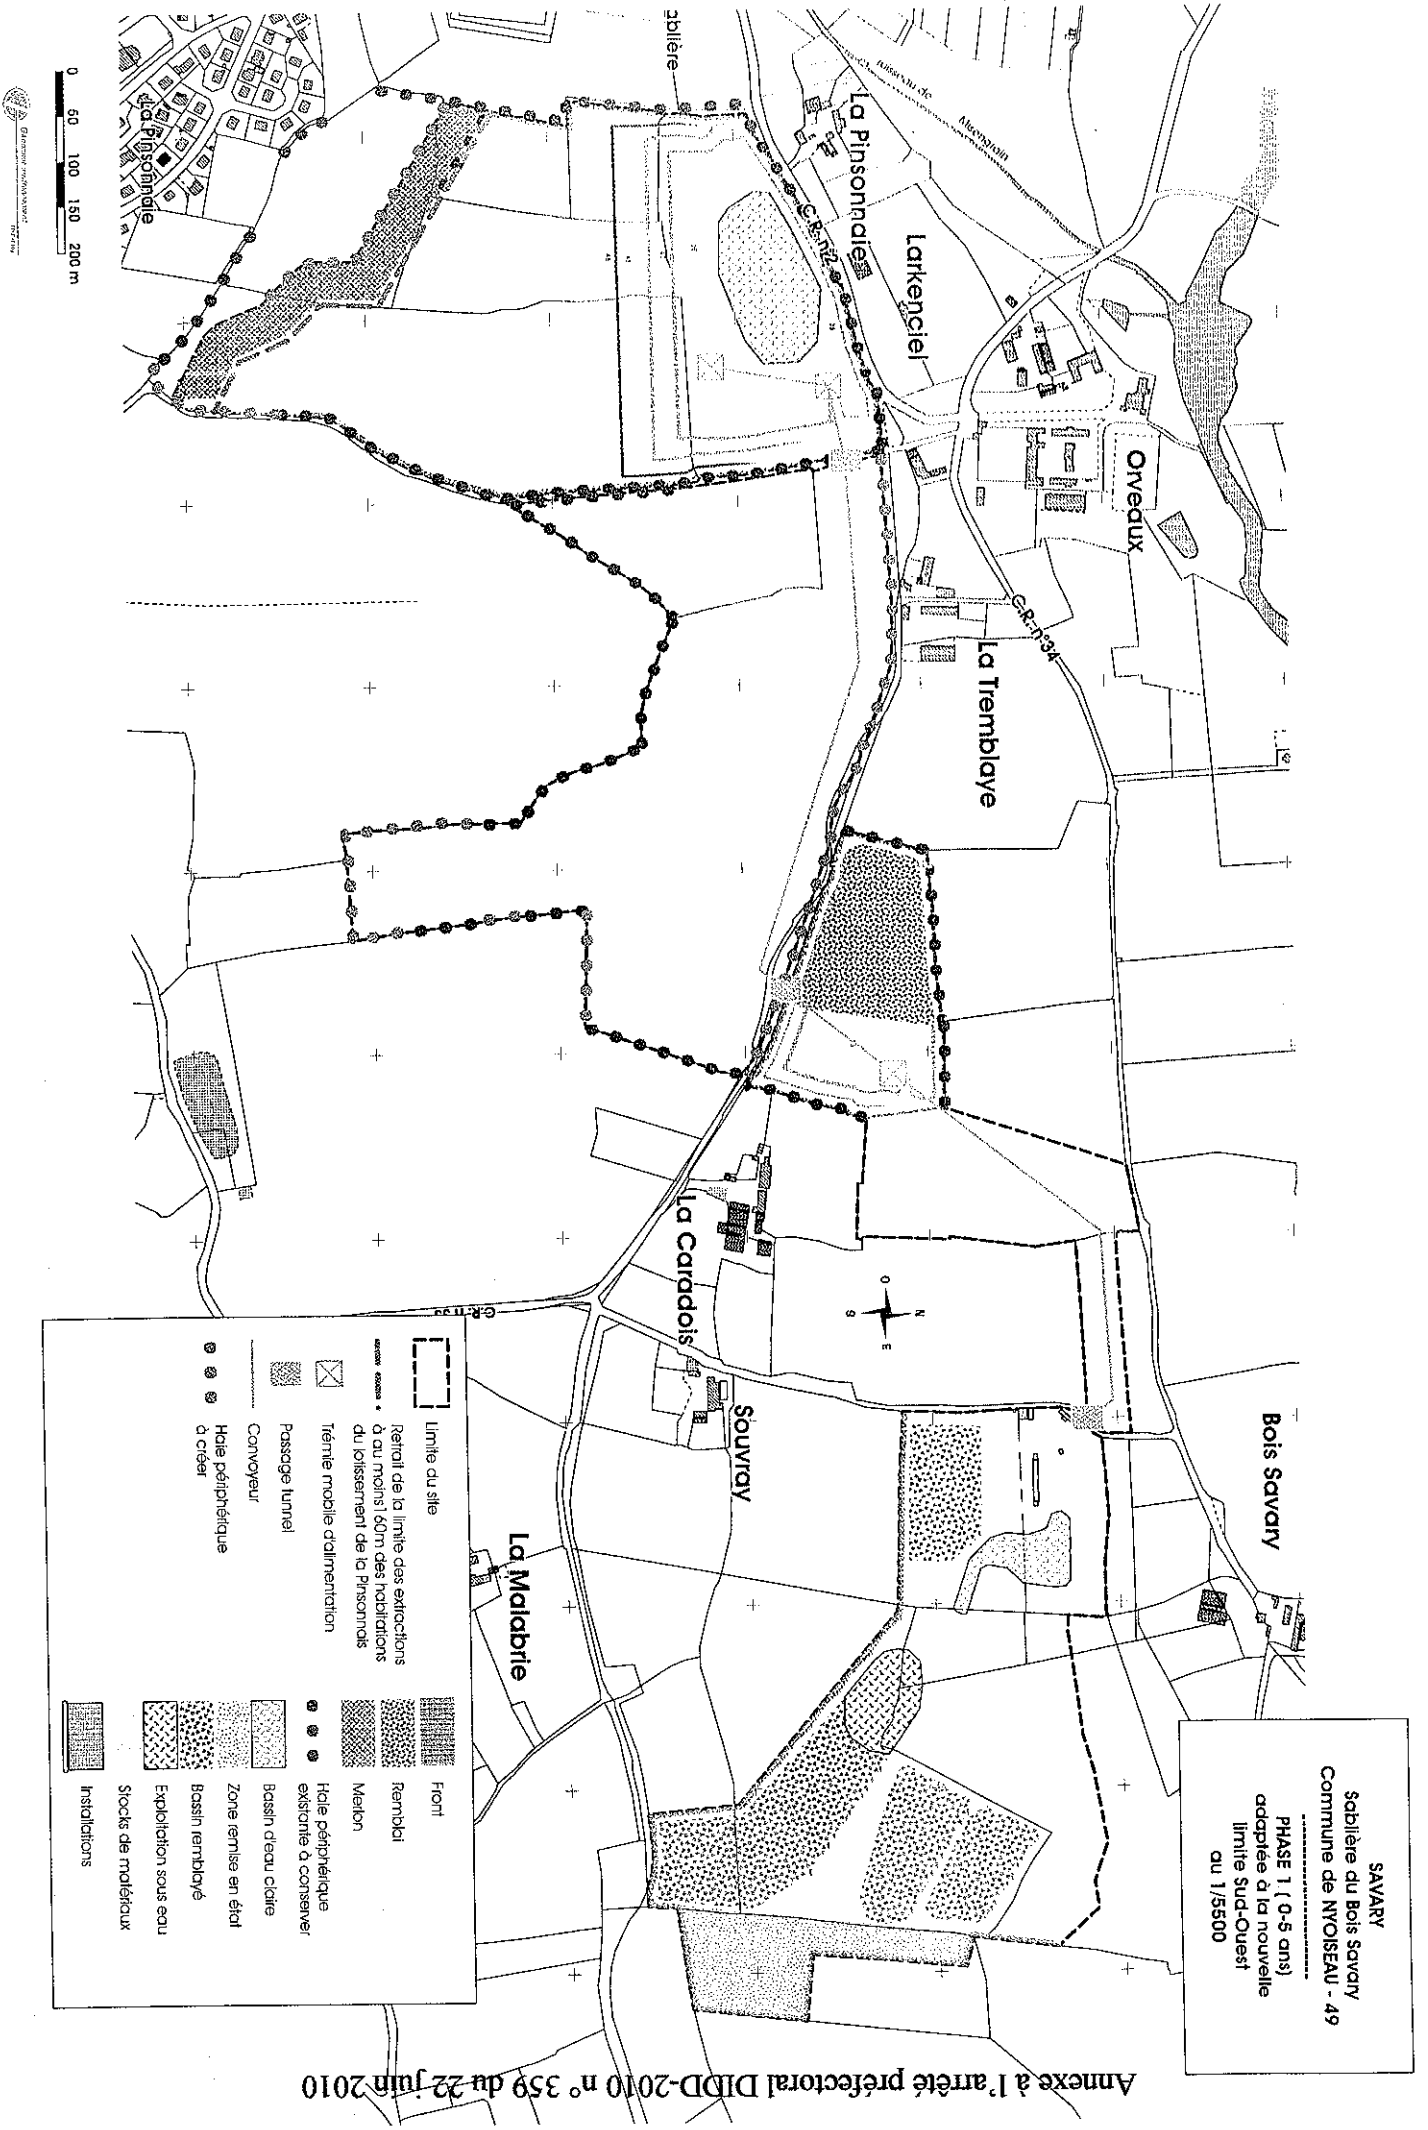 SAVARY
Sablière du Bois Savary
Commune de NYOISEAU - 49
PHASE 1 ( 0-5 ans)
adaptée à la nouvelle
limite Sud-Ouest
au 1/5500
Annexe à l'arrêté préfectoral DIDD-2010 n° 359 du 22 juin 2010
Bois Savary
Orveaux
La Tremblaye
C.R. n°34
Larkenciel
La Pinsonnaie
C.R. n°2
ruisseau de
ablière
La Pinsonnaie
La Caradois
Souvray
La Malabrie
N
O
E
S
Limite du site
Retrait de la limite des extractions
à au moins 160m des habitations
du lotissement de la Pinsonnais
Trémie mobile d'alimentation
Passage tunnel
Convoyeur
Haie périphérique
à créer
Front
Remblai
Merlon
Haie périphérique
existante à conserver
Bassin d'eau claire
Zone remise en état
Bassin remblayé
Exploitation sous eau
Stocks de matériaux
Installations
0 50 100 150 200 m